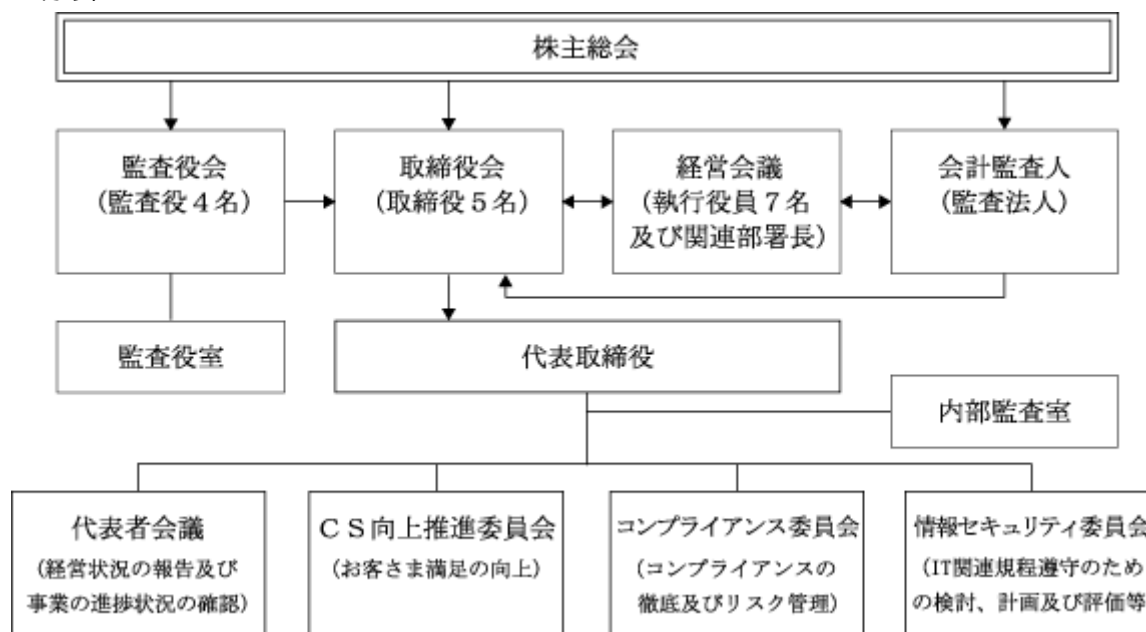 株主総会
監査役会
(監査役4名)
取締役会
(取締役5名)
経営会議
(執行役員7名
及び関連部署長)
会計監査人
(監査法人)
監査役室
代表取締役
内部監査室
代表者会議
(経営状況の報告及び
事業の進捗状況の確認)
CS向上推進委員会
(お客さま満足の向上)
コンプライアンス委員会
(コンプライアンスの
徹底及びリスク管理)
情報セキュリティ委員会
(IT関連規程遵守のため
の検討、計画及び評価等